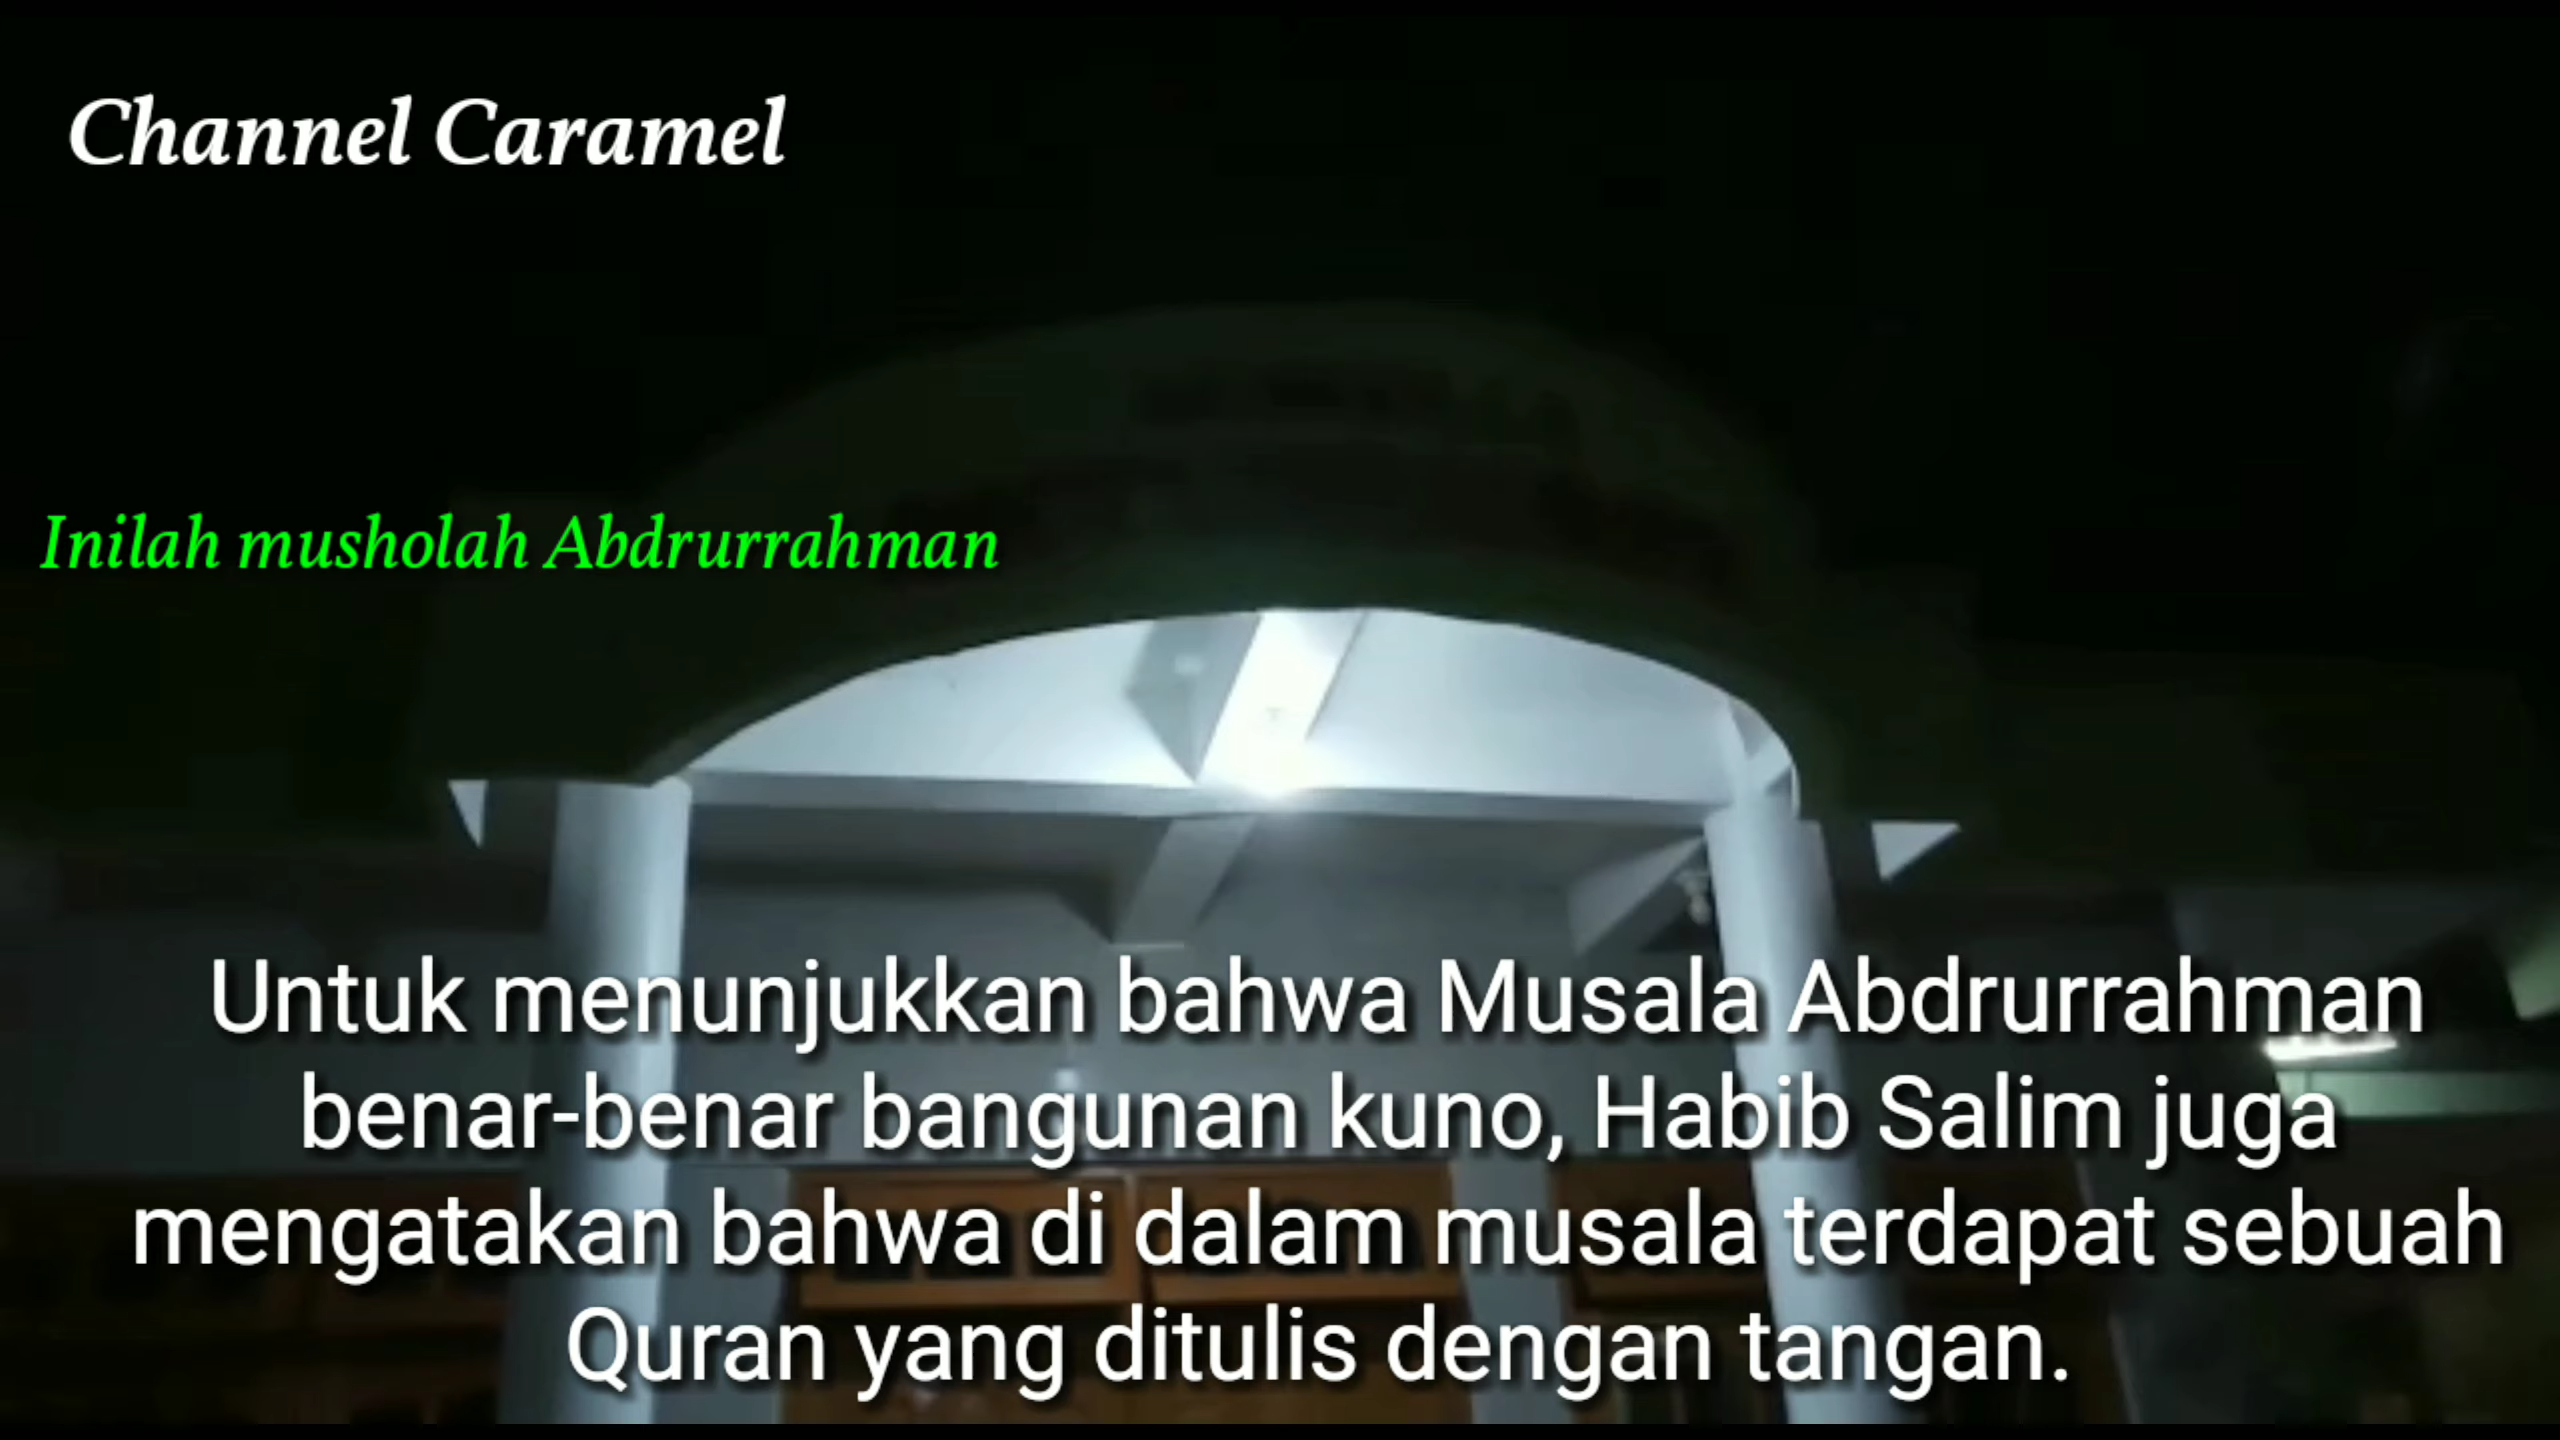 Channel Caramel
Inilah musholah Abdrurrahman
Untuk menunjukkan bahwa Musala Abdrurrahman
benar-benar bangunan kuno, Habib Salim juga
mengatakan bahwa di dalam musala terdapat sebuah
Quran yang ditulis dengan tangan.